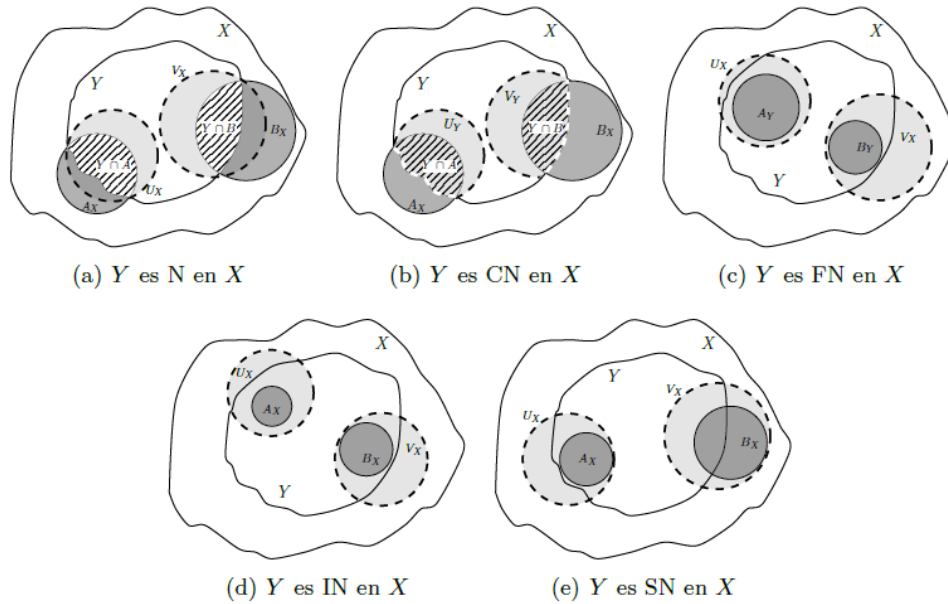 X
Y
V_X
Y ∩ B
B_X
Y ∩ A
U_X
A_X
(a) Y es N en X
X
Y
V_Y
U_Y
Y ∩ B
B_X
Y ∩ A
A_X
(b) Y es CN en X
X
U_X
A_Y
V_X
B_Y
Y
(c) Y es FN en X
X
U_X
A_X
V_X
B_X
Y
(d) Y es IN en X
X
Y
V_X
U_X
B_X
A_X
(e) Y es SN en X